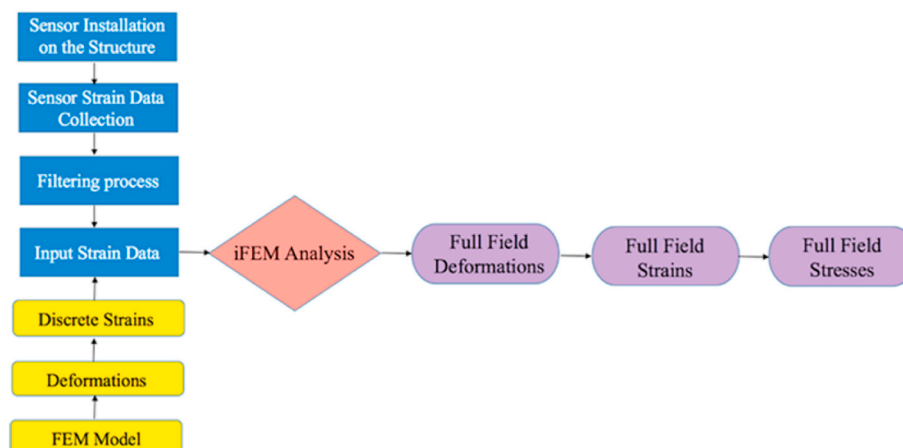 Sensor Installation
on the Structure
Sensor Strain Data
Collection
Filtering process
Input Strain Data
iFEM Analysis
Full Field
Deformations
Full Field
Strains
Full Field
Stresses
Discrete Strains
Deformations
FEM Model